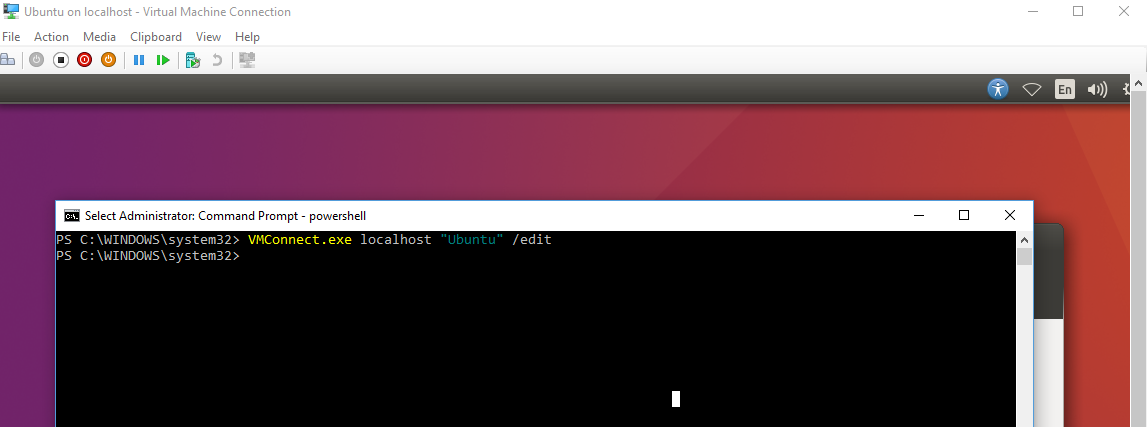 Ubuntu on localhost - Virtual Machine Connection
File Action Media Clipboard View Help
En
C:\.
Select Administrator: Command Prompt - powershell
PS C:\WINDOWS\system32> VMConnect.exe localhost "Ubuntu" /edit
PS C:\WINDOWS\system32>